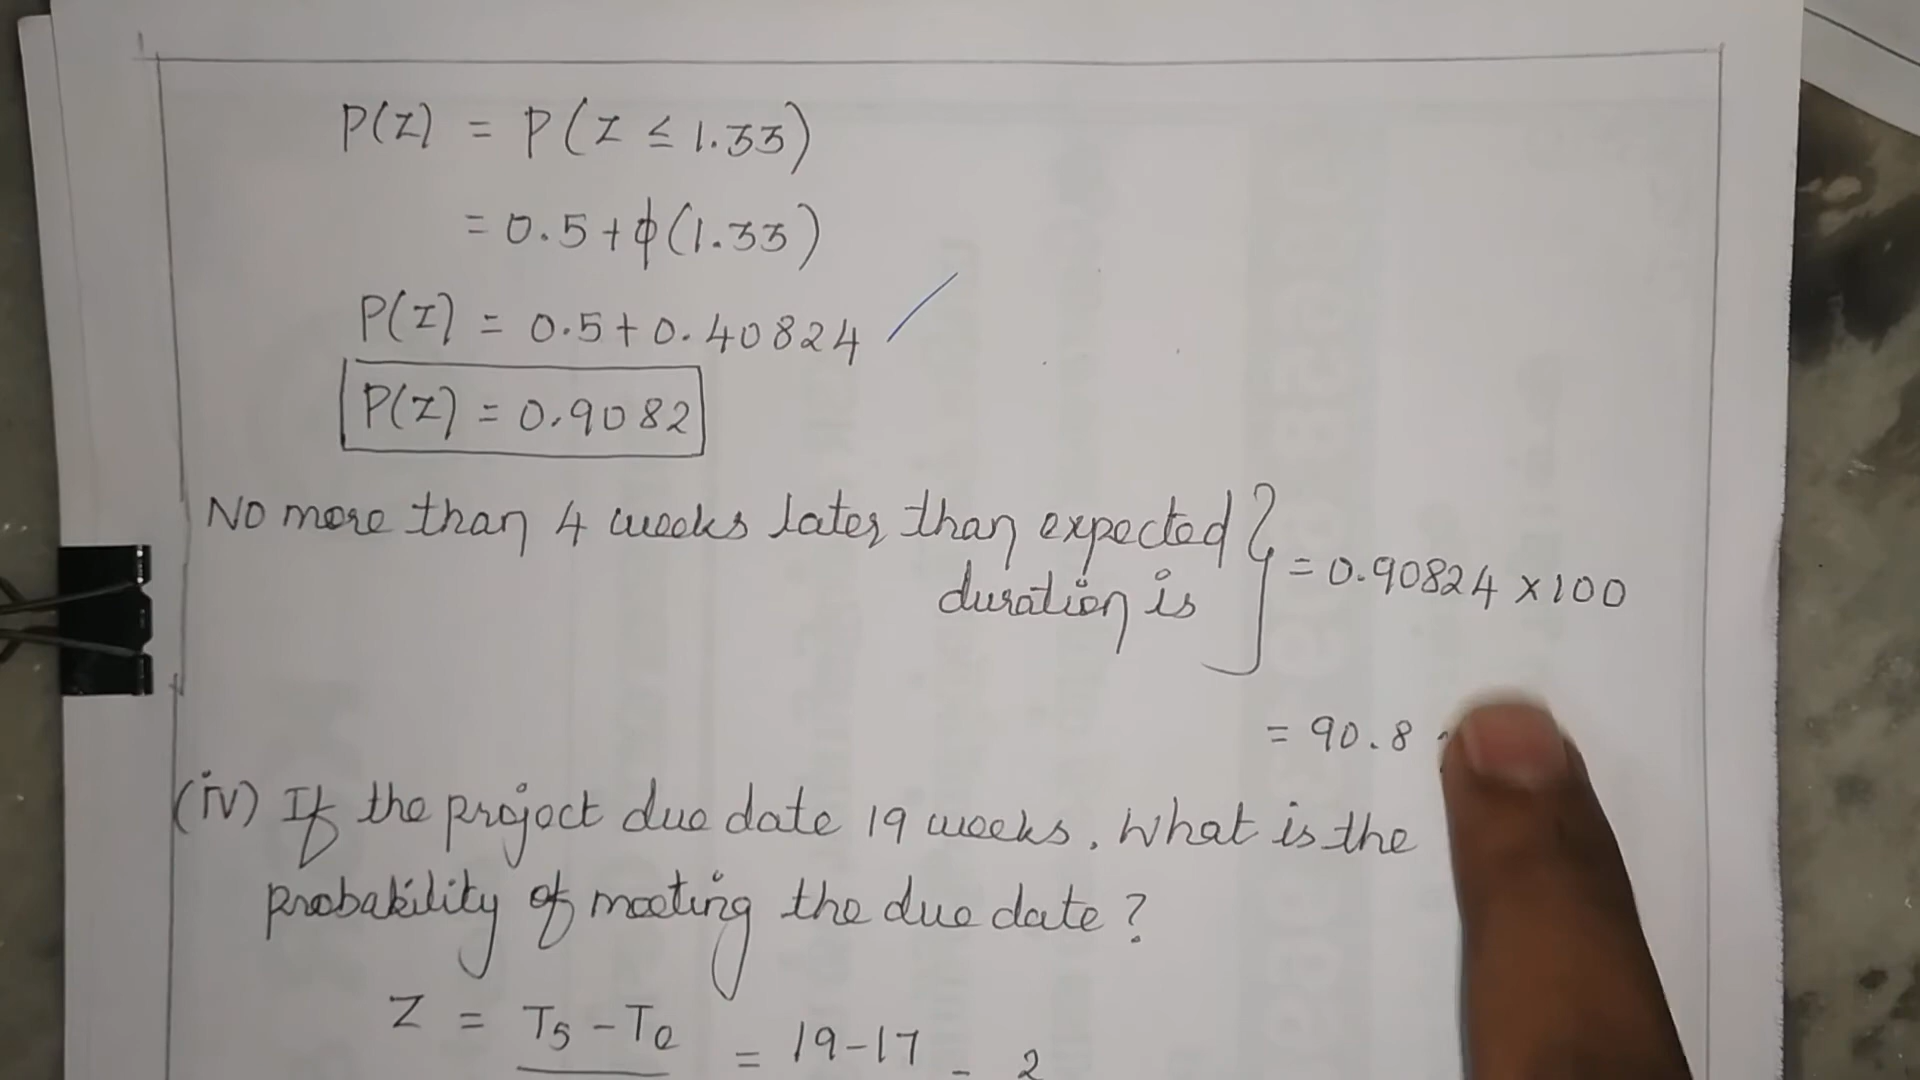 P(Z) = P(Z ≤ 1.33)
= 0.5+ϕ(1.33)
P(Z) = 0.5+0.40824
P(Z) = 0.9082
No more than 4 weeks later than expected
duration is } = 0.90824 ×100
= 90.8
(iv) If the project due date 19 weeks. What is the
probability of meeting the due date?
Z = Ts - Te = 19-17 = 2